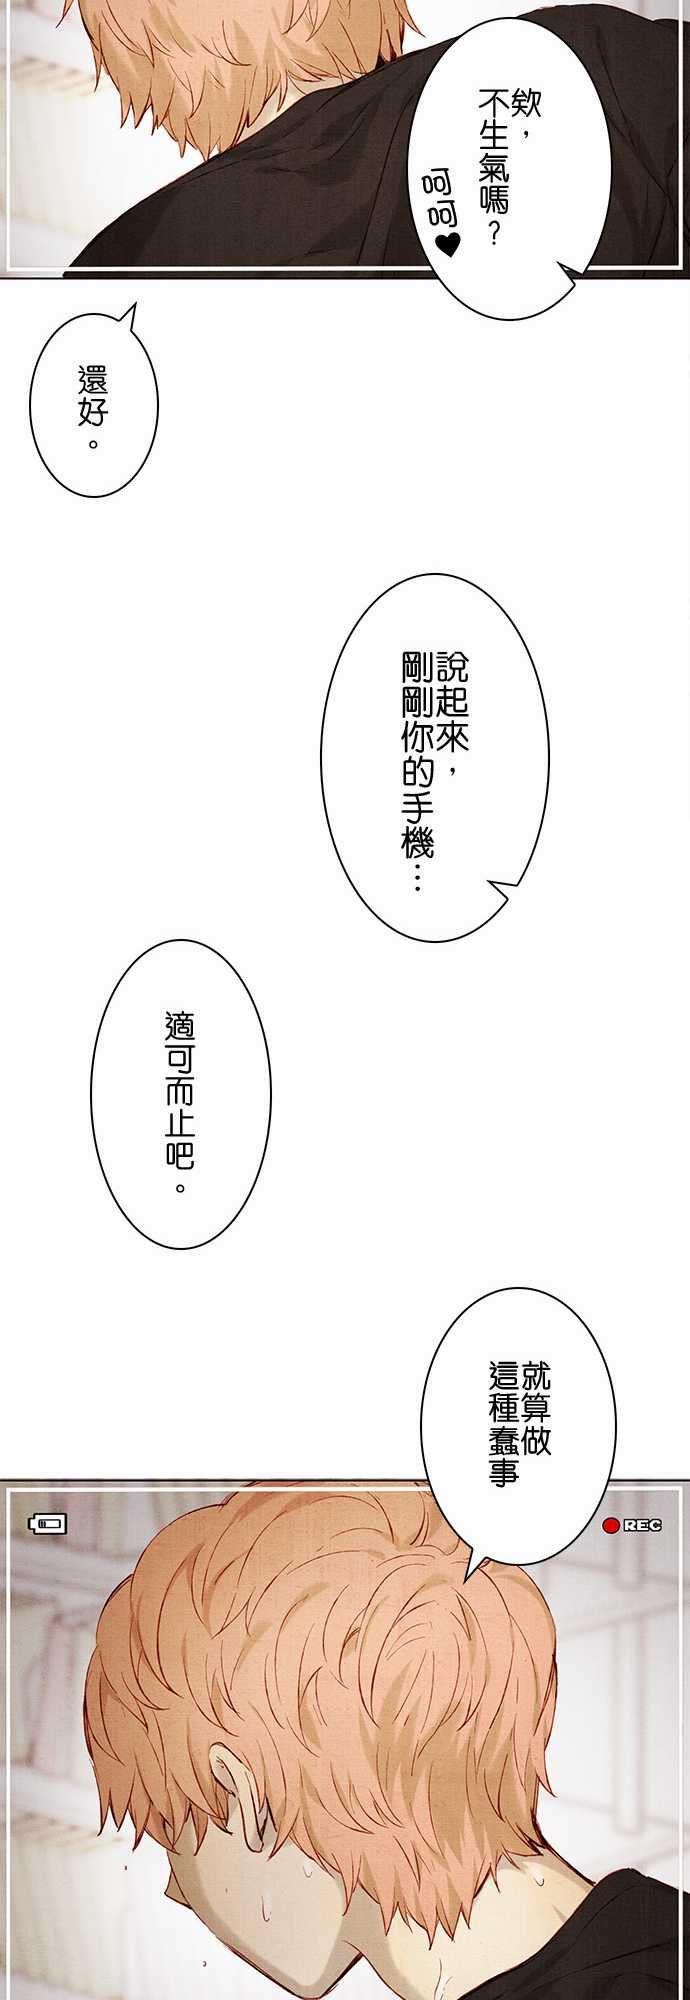 欸，
不生氣嗎？
呵呵♥
還好。
說起來，
剛剛你的手機…
適可而止吧。
就算做
這種蠢事
REC